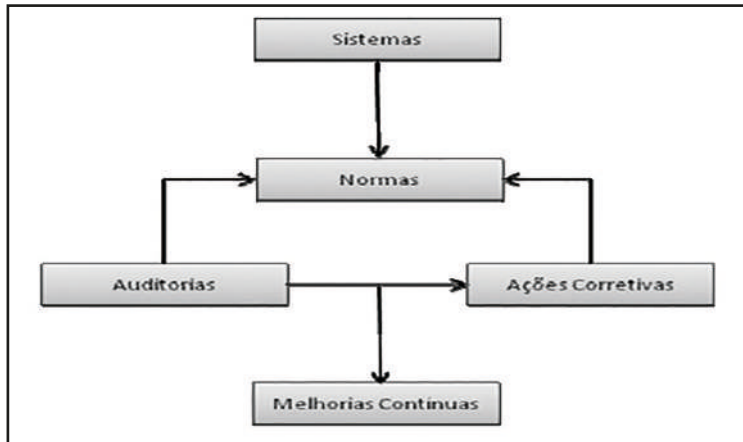 Sistemas
Normas
Auditorias
Ações Corretivas
Melhorias Contínuas